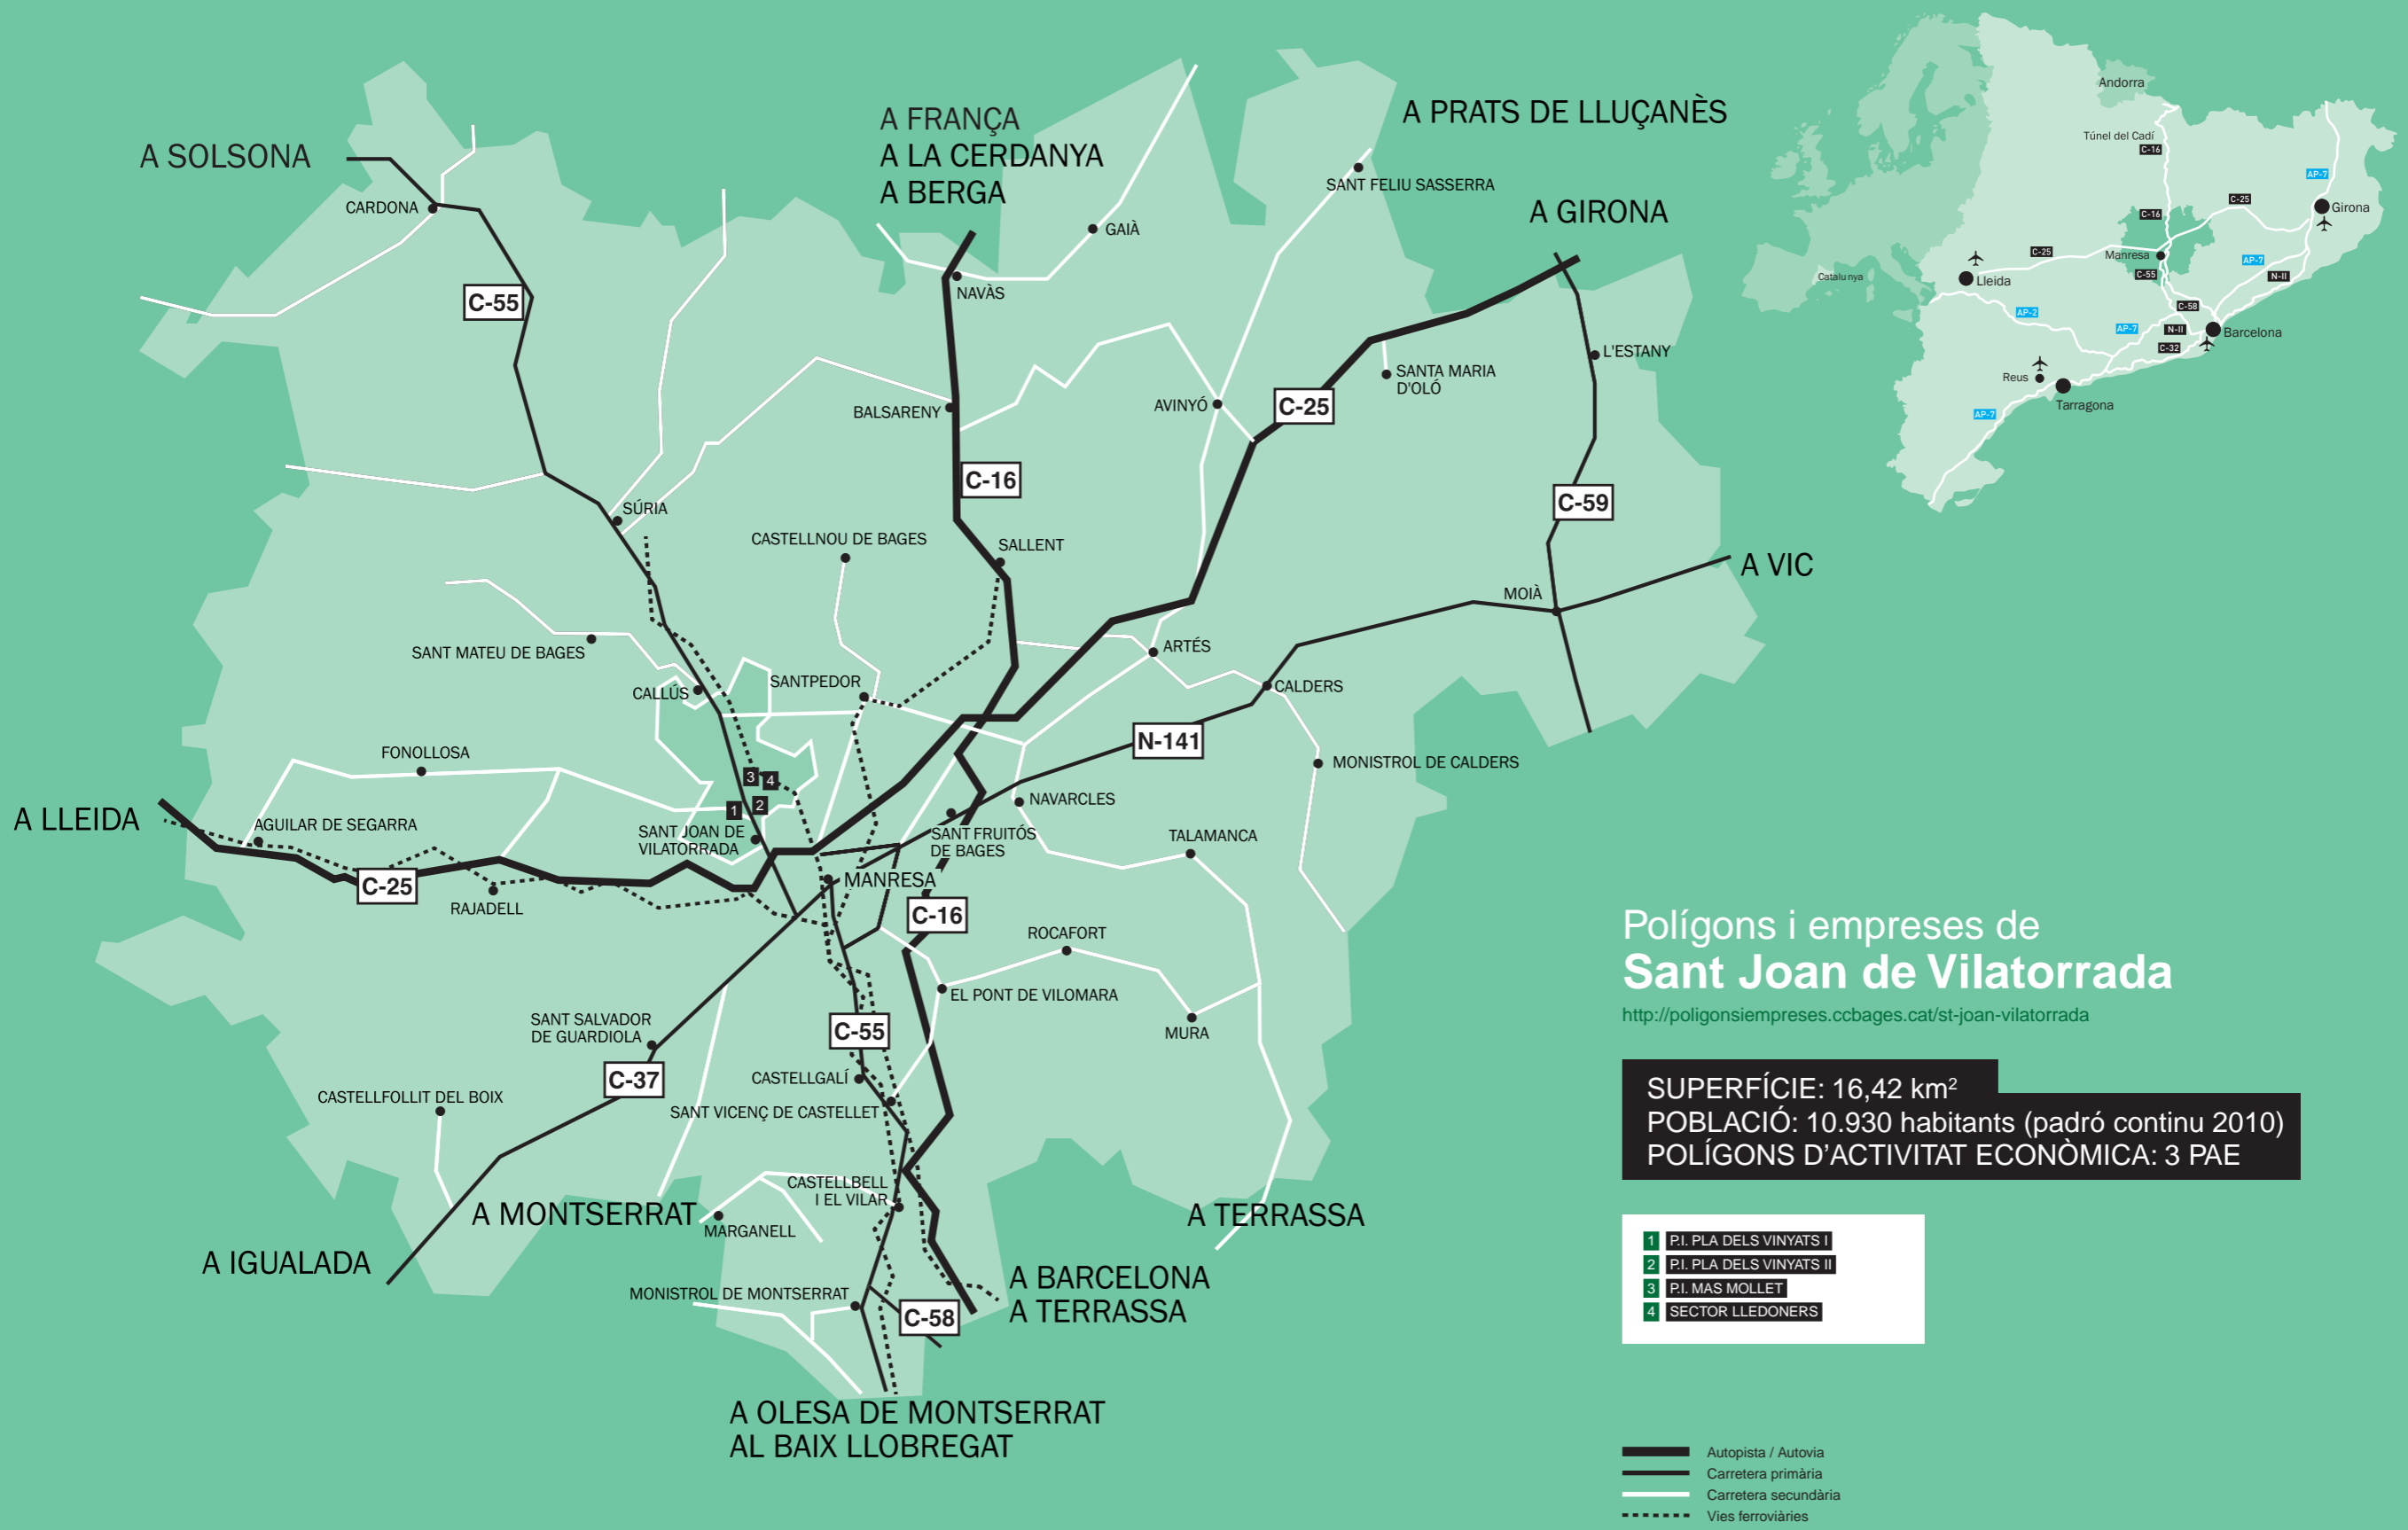 A SOLSONA
A FRANÇA
A LA CERDANYA
A BERGA
A PRATS DE LLUÇANÈS
A GIRONA
CARDONA
C-55
GAIÀ
NAVÀS
SANT FELIU SASSERRA
L'ESTANY
SANTA MARIA
D'OLÓ
BALSARENY
AVINYÓ
C-25
C-16
C-59
SÚRIA
CASTELLNOU DE BAGES
SALLENT
A VIC
MOIÀ
SANT MATEU DE BAGES
ARTÉS
CALLÚS
SANTPEDOR
CALDERS
N-141
FONOLLOSA
MONISTROL DE CALDERS
3
4
1
2
NAVARCLES
A LLEIDA
AGUILAR DE SEGARRA
SANT JOAN DE
VILATORRADA
SANT FRUITÓS
DE BAGES
TALAMANCA
C-25
RAJADELL
MANRESA
C-16
ROCAFORT
EL PONT DE VILOMARA
SANT SALVADOR
DE GUARDIOLA
C-55
MURA
C-37
CASTELLGALÍ
CASTELLFOLLIT DEL BOIX
SANT VICENÇ DE CASTELLET
CASTELLBELL
I EL VILAR
A MONTSERRAT
MARGANELL
A TERRASSA
A IGUALADA
A BARCELONA
A TERRASSA
MONISTROL DE MONTSERRAT
C-58
A OLESA DE MONTSERRAT
AL BAIX LLOBREGAT
Andorra
Túnel del Cadí
C-16
AP-7
C-25
C-16
Girona
C-25
Manresa
AP-7
C-55
N-II
Catalu nya
Lleida
C-58
AP-2
AP-7
N-II
Barcelona
C-32
Reus
Tarragona
AP-7
Polígons i empreses de
Sant Joan de Vilatorrada
http://poligonsiempreses.ccbages.cat/st-joan-vilatorrada
SUPERFÍCIE: 16,42 km²
POBLACIÓ: 10.930 habitants (padró continu 2010)
POLÍGONS D’ACTIVITAT ECONÒMICA: 3 PAE
1 P.I. PLA DELS VINYATS I
2 P.I. PLA DELS VINYATS II
3 P.I. MAS MOLLET
4 SECTOR LLEDONERS
Autopista / Autovia
Carretera primària
Carretera secundària
Vies ferroviàries